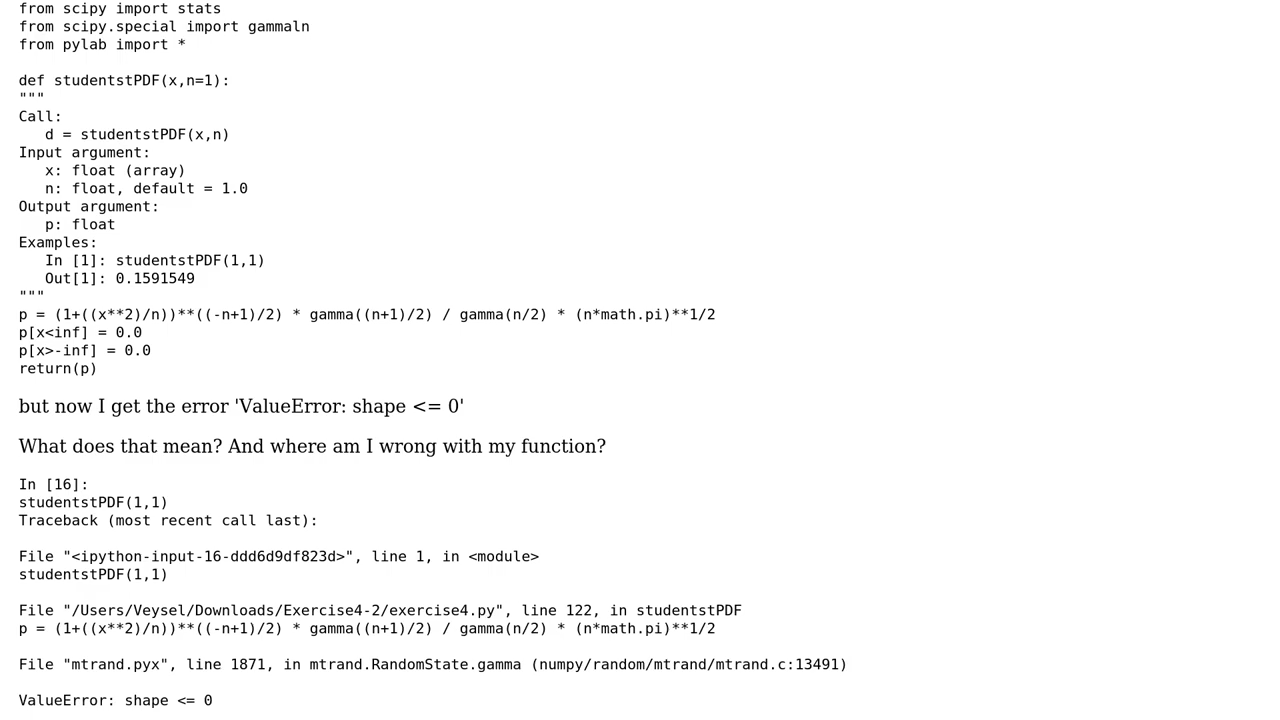 from scipy import stats
from scipy.special import gammaln
from pylab import *
def studentstPDF(x,n=1):
"""
Call:
   d = studentstPDF(x,n)
Input argument:
   x: float (array)
   n: float, default = 1.0
Output argument:
   p: float
Examples:
   In [1]: studentstPDF(1,1)
   Out[1]: 0.1591549
"""
p = (1+((x**2)/n))**((-n+1)/2) * gamma((n+1)/2) / gamma(n/2) * (n*math.pi)**1/2
p[x<inf] = 0.0
p[x>-inf] = 0.0
return(p)
but now I get the error 'ValueError: shape <= 0'
What does that mean? And where am I wrong with my function?
In [16]:
studentstPDF(1,1)
Traceback (most recent call last):
File "<ipython-input-16-ddd6d9df823d>", line 1, in <module>
studentstPDF(1,1)
File "/Users/Veysel/Downloads/Exercise4-2/exercise4.py", line 122, in studentstPDF
p = (1+((x**2)/n))**((-n+1)/2) * gamma((n+1)/2) / gamma(n/2) * (n*math.pi)**1/2
File "mtrand.pyx", line 1871, in mtrand.RandomState.gamma (numpy/random/mtrand/mtrand.c:13491)
ValueError: shape <= 0